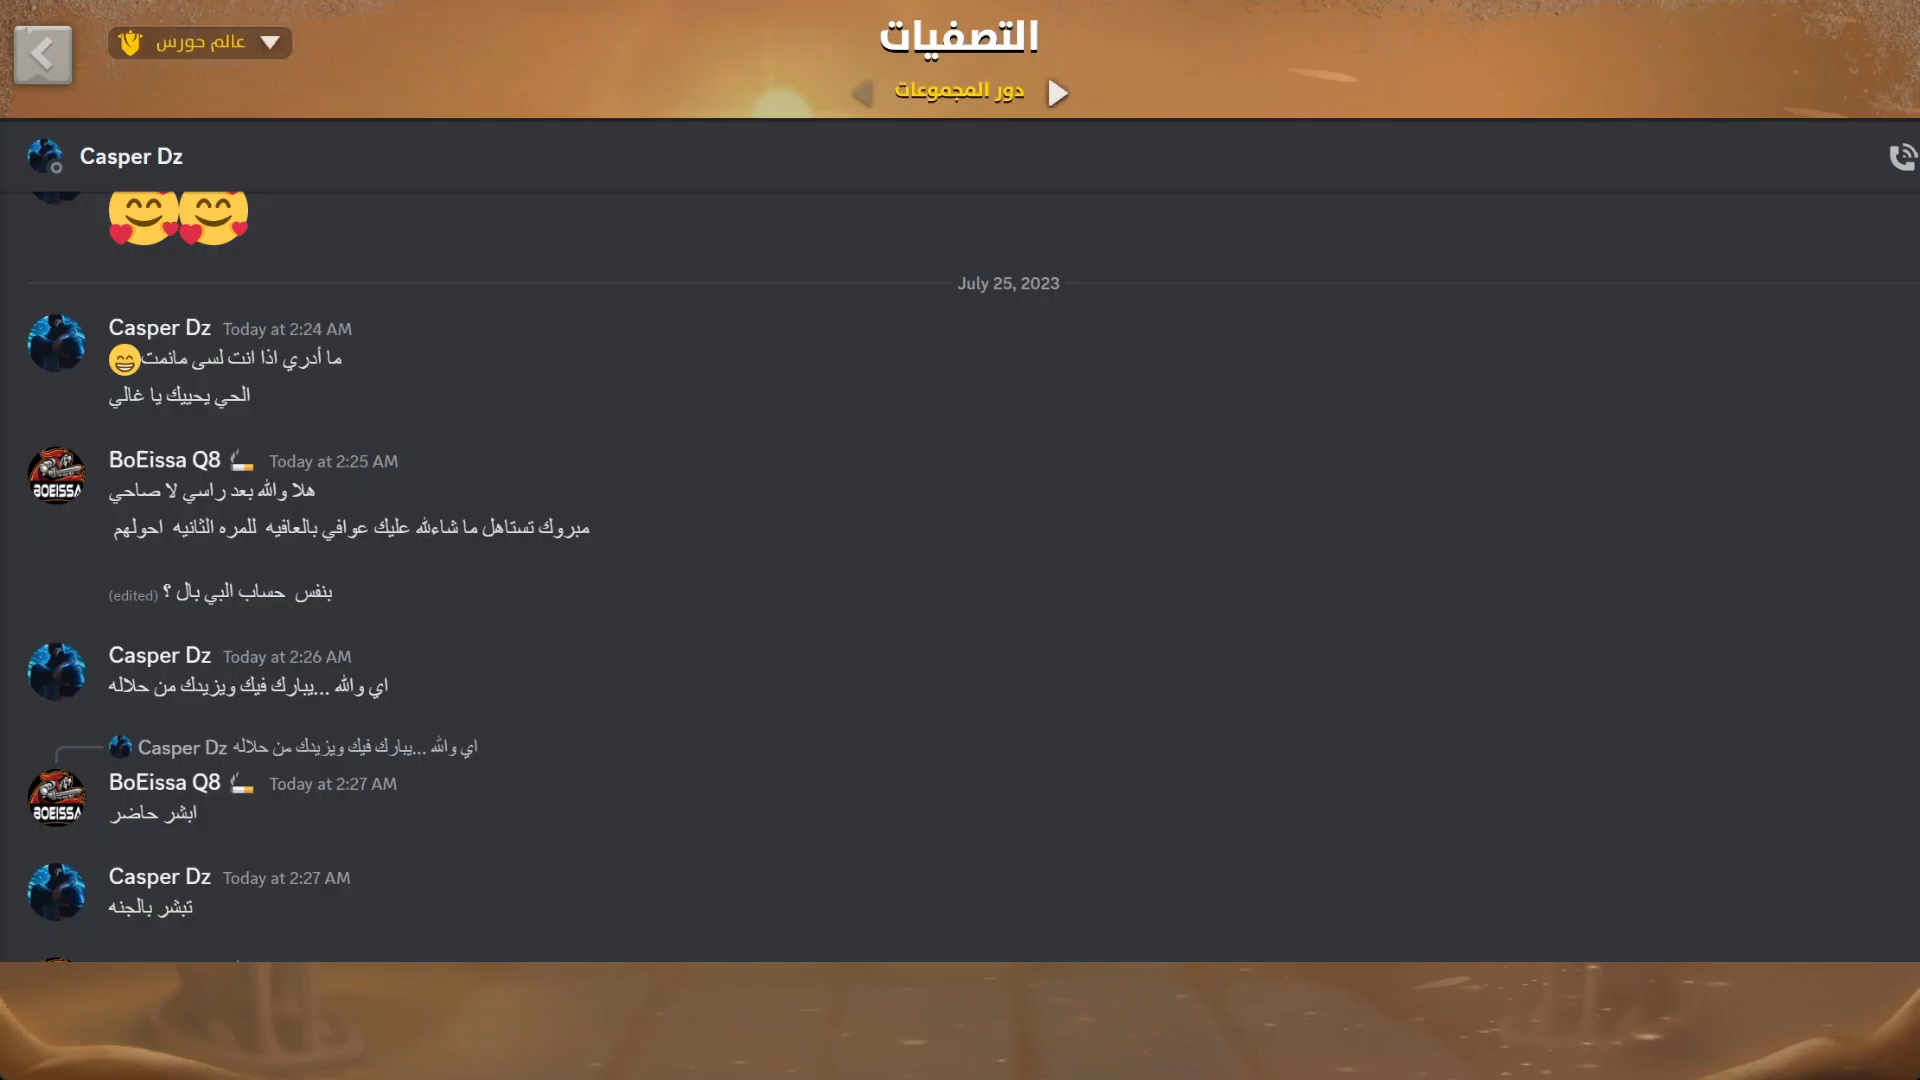 عالم حورس
التصفيات
دور المجموعات
Casper Dz
July 25, 2023
Casper Dz Today at 2:24 AM
ما أدري اذا انت لسى مانمت😁
الحي يحييك يا غالي
BoEissa Q8 🚬 Today at 2:25 AM
هلا والله بعد راسي لا صاحي
مبروك تستاهل ما شاءلله عليك عوافي بالعافيه للمره الثانيه احولهم
بنفس حساب البي بال ؟ (edited)
Casper Dz Today at 2:26 AM
اي والله ...يبارك فيك ويزيدك من حلاله
Casper Dz اي والله ...يبارك فيك ويزيدك من حلاله
BoEissa Q8 🚬 Today at 2:27 AM
BOEISSA
ابشر حاضر
Casper Dz Today at 2:27 AM
تبشر بالجنه